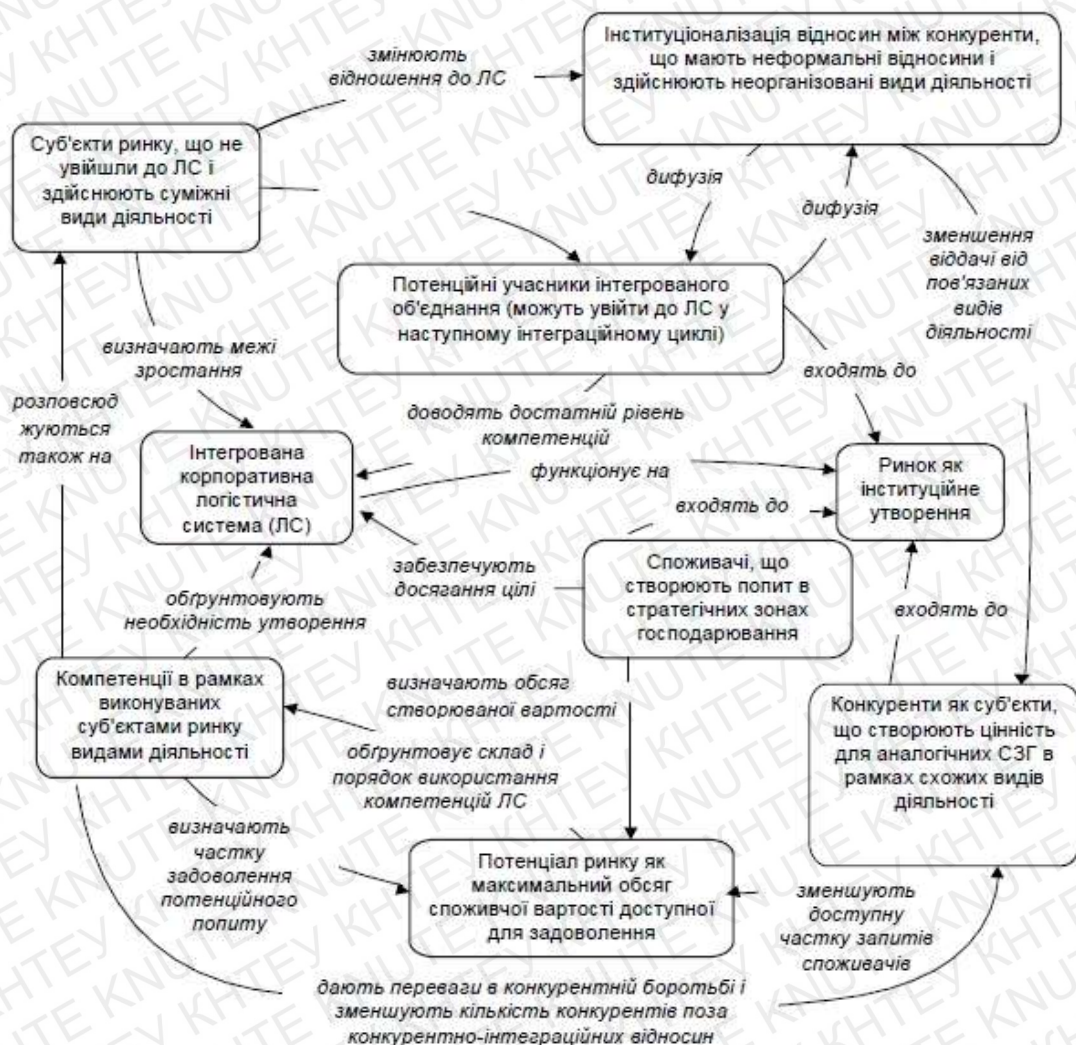 Інституціоналізація відносин між конкуренти,
що мають неформальні відносини і
здійснюють неорганізовані види діяльності
змінюють
відношення до ЛС
Суб'єкти ринку, що не
увійшли до ЛС і
здійснюють суміжні
види діяльності
дифузія
дифузія
зменшення
віддачі від
пов'язаних
видів
діяльності
Потенційні учасники інтегрованого
об'єднання (можуть увійти до ЛС у
наступному інтеграційному циклі)
визначають межі
зростання
входять до
розповсюд
жуються
також на
доводять достатній рівень
компетенцій
Інтегрована
корпоративна
логістична
система (ЛС)
функціонує на
Ринок як
інституційне
утворення
входять до
забезпечують
досягання цілі
Споживачі, що
створюють попит в
стратегічних зонах
господарювання
обґрунтовують
необхідність утворення
входять до
Компетенції в рамках
виконуваних
суб'єктами ринку
видами діяльності
визначають обсяг
створюваної вартості
Конкуренти як суб'єкти,
що створюють цінність
для аналогічних СЗГ в
рамках схожих видів
діяльності
обґрунтовує склад і
порядок використання
компетенцій ЛС
визначають
частку
задоволення
потенційного
попиту
Потенціал ринку як
максимальний обсяг
споживчої вартості доступної
для задоволення
зменшують
доступну
частку запитів
споживачів
дають переваги в конкурентній боротьбі і
зменшують кількість конкурентів поза
конкурентно-інтеграційних відносин